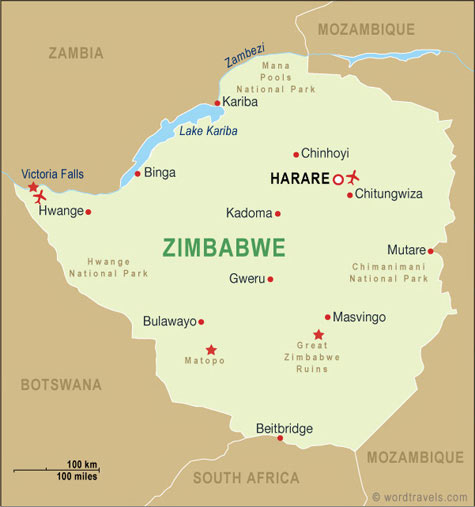 MOZAMBIQUE
ZAMBIA
Zambezi
Mana
Pools
National Park
Kariba
Lake Kariba
Chinhoyi
Victoria Falls
Binga
HARARE
Chitungwiza
Hwange
Kadoma
ZIMBABWE
Mutare
Hwange
National Park
Chimanimani
National Park
Gweru
Bulawayo
Masvingo
Matopo
Great
Zimbabwe
Ruins
BOTSWANA
Beitbridge
MOZAMBIQUE
100 km
100 miles
SOUTH AFRICA
© wordtravels.com